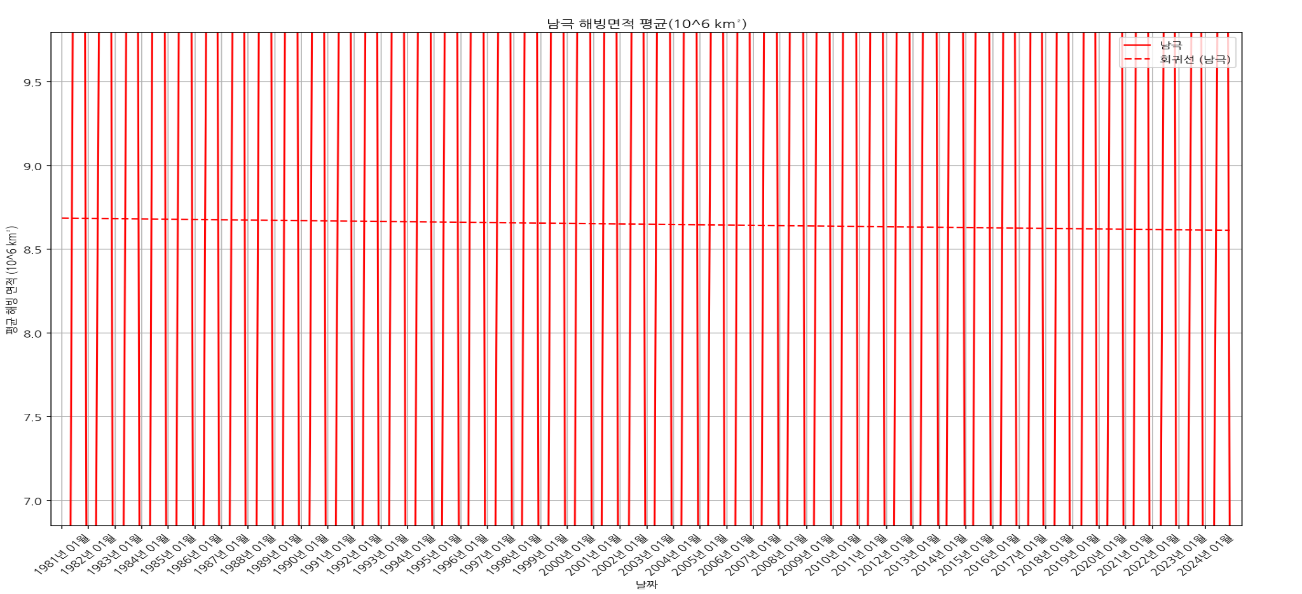 남극 해빙면적 평균(10^6 km²)
남극
회귀선 (남극)
평균 해빙 면적 (10^6 km²)
9.5
9.0
8.5
8.0
7.5
7.0
1981년 01월
1982년 01월
1983년 01월
1984년 01월
1985년 01월
1986년 01월
1987년 01월
1988년 01월
1989년 01월
1990년 01월
1991년 01월
1992년 01월
1993년 01월
1994년 01월
1995년 01월
1996년 01월
1997년 01월
1998년 01월
1999년 01월
2000년 01월
2001년 01월
2002년 01월
2003년 01월
2004년 01월
2005년 01월
2006년 01월
2007년 01월
2008년 01월
2009년 01월
2010년 01월
2011년 01월
2012년 01월
2013년 01월
2014년 01월
2015년 01월
2016년 01월
2017년 01월
2018년 01월
2019년 01월
2020년 01월
2021년 01월
2022년 01월
2023년 01월
2024년 01월
날짜